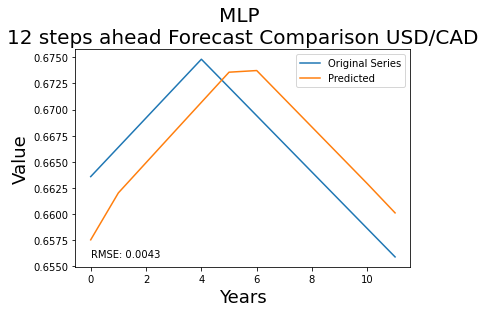 MLP
12 steps ahead Forecast Comparison USD/CAD
Original Series
Predicted
0.6750
0.6725
0.6700
0.6675
0.6650
0.6625
0.6600
0.6575
0.6550
Value
RMSE: 0.0043
0 2 4 6 8 10
Years